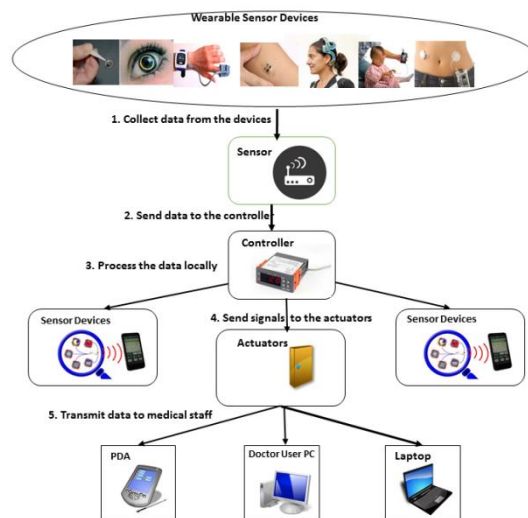 Wearable Sensor Devices
1. Collect data from the devices
Sensor
2. Send data to the controller
Controller
3. Process the data locally
4. Send signals to the actuators
Sensor Devices
Sensor Devices
Actuators
5. Transmit data to medical staff
PDA
Doctor User PC
Laptop